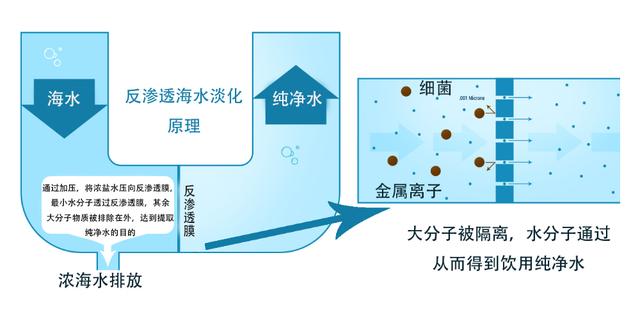 海水
反渗透海水淡化
原理
纯净水
通过加压，将浓盐水压向反渗透膜，
最小水分子透过反渗透膜，其余
大分子物质被排除在外，达到提取
纯净水的目的
反渗透膜
浓海水排放
细菌
.001 Microns
金属离子
大分子被隔离，水分子通过
从而得到饮用纯净水